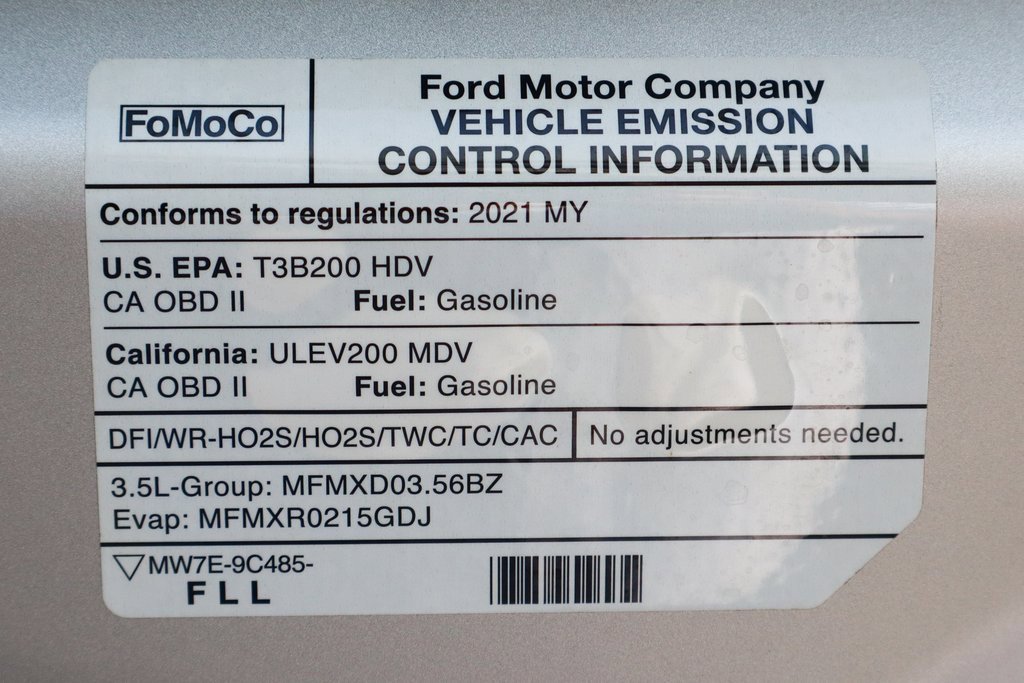 FoMoCo
Ford Motor Company
VEHICLE EMISSION
CONTROL INFORMATION
Conforms to regulations: 2021 MY
U.S. EPA: T3B200 HDV
CA OBD II Fuel: Gasoline
California: ULEV200 MDV
CA OBD II Fuel: Gasoline
DFI/WR-HO2S/HO2S/TWC/TC/CAC No adjustments needed.
3.5L-Group: MFMXD03.56BZ
Evap: MFMXR0215GDJ
MW7E-9C485-
FLL